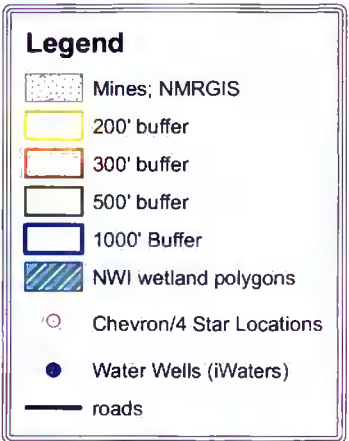 Legend
Mines; NMRGIS
200' buffer
300' buffer
500' buffer
1000' Buffer
NWI wetland polygons
Chevron/4 Star Locations
Water Wells (iWaters)
roads